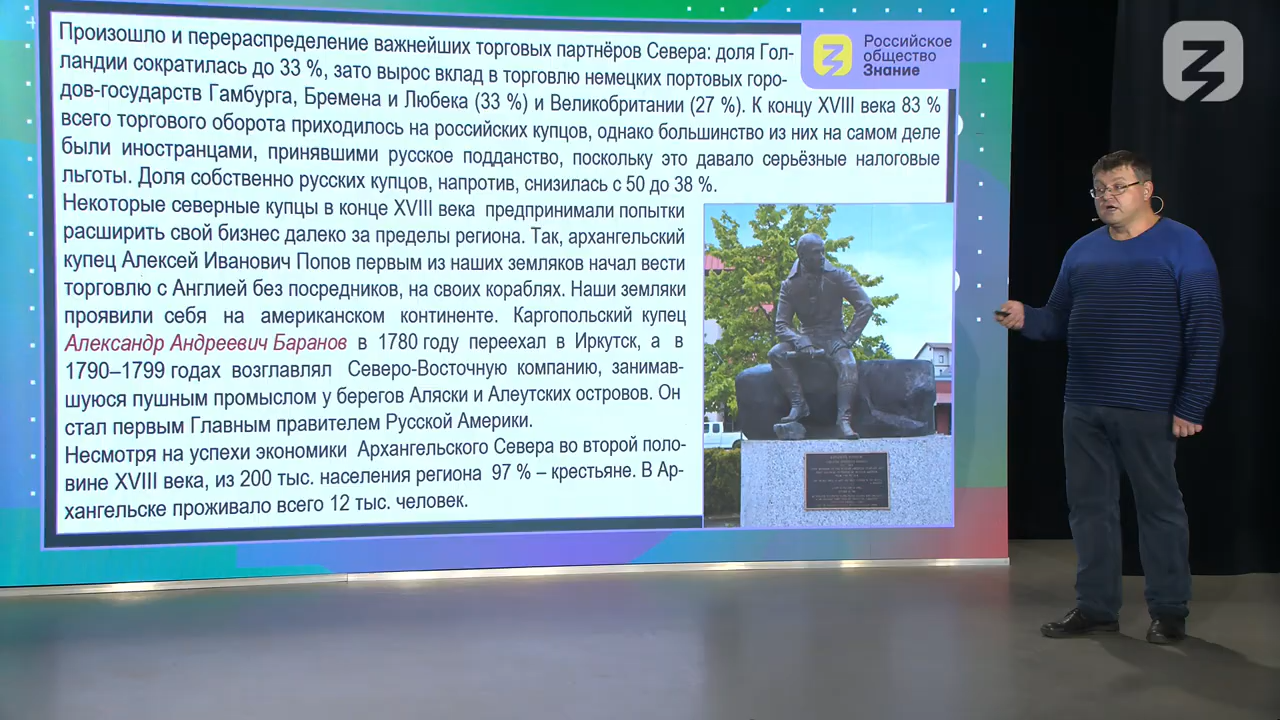 Произошло и перераспределение важнейших торговых партнёров Севера: доля Гол-
ландии сократилась до 33 %, зато вырос вклад в торговлю немецких портовых горо-
дов-государств Гамбурга, Бремена и Любека (33 %) и Великобритании (27 %). К концу XVIII века 83 %
всего торгового оборота приходилось на российских купцов, однако большинство из них на самом деле
были иностранцами, принявшими русское подданство, поскольку это давало серьёзные налоговые
льготы. Доля собственно русских купцов, напротив, снизилась с 50 до 38 %.
Некоторые северные купцы в конце XVIII века предпринимали попытки
расширить свой бизнес далеко за пределы региона. Так, архангельский
купец Алексей Иванович Попов первым из наших земляков начал вести
торговлю с Англией без посредников, на своих кораблях. Наши земляки
проявили себя на американском континенте. Каргопольский купец
Александр Андреевич Баранов в 1780 году переехал в Иркутск, а в
1790–1799 годах возглавлял Северо-Восточную компанию, занимав-
шуюся пушным промыслом у берегов Аляски и Алеутских островов. Он
стал первым Главным правителем Русской Америки.
Несмотря на успехи экономики Архангельского Севера во второй поло-
вине XVIII века, из 200 тыс. населения региона 97 % – крестьяне. В Ар-
хангельске проживало всего 12 тыс. человек.
Российское
общество
Знание